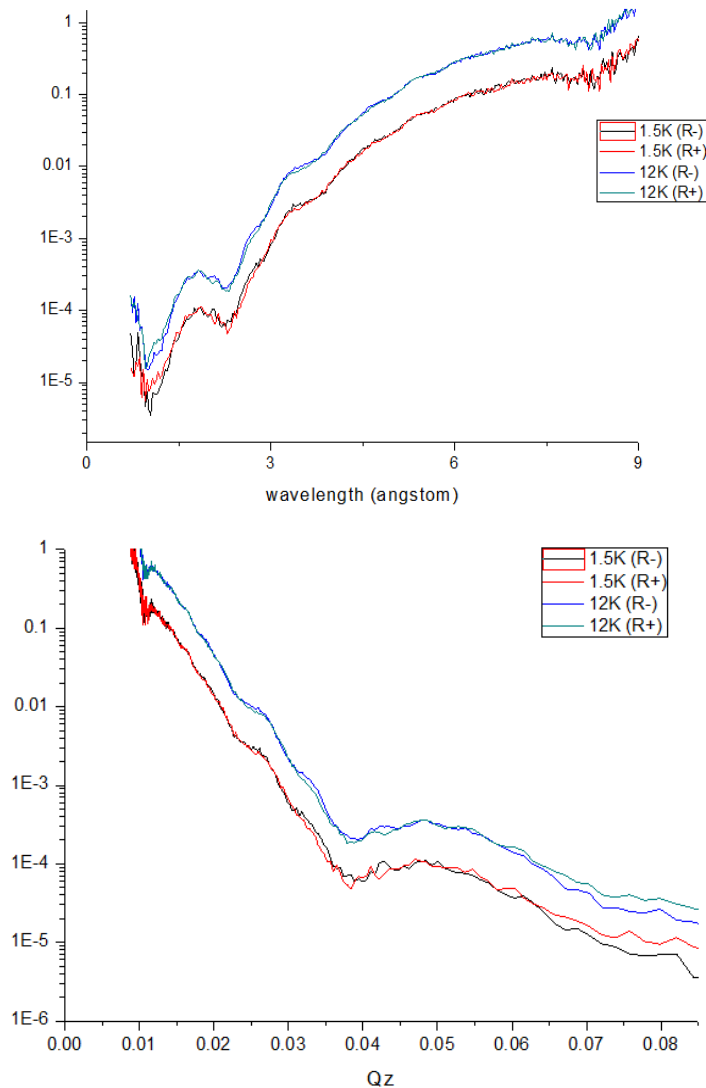 1
0.1
0.01
1E-3
1E-4
1E-5
0 3 6 9
wavelength (angstom)
1.5K (R-)
1.5K (R+)
12K (R-)
12K (R+)
1
0.1
0.01
1E-3
1E-4
1E-5
1E-6
0.00 0.01 0.02 0.03 0.04 0.05 0.06 0.07 0.08
Qz
1.5K (R-)
1.5K (R+)
12K (R-)
12K (R+)